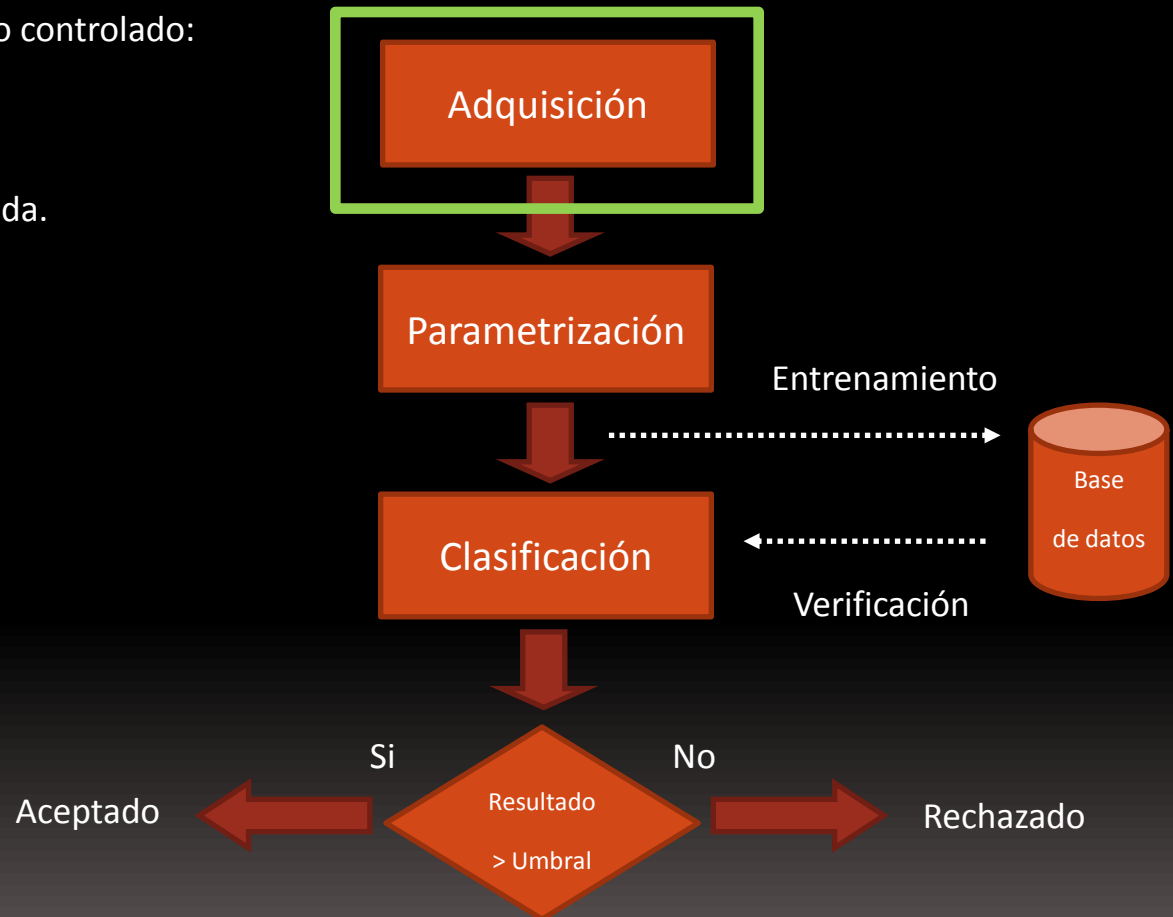 o controlado:
da.
Adquisición
Parametrización
Entrenamiento
Base
de datos
Clasificación
Verificación
Si
No
Resultado
> Umbral
Aceptado
Rechazado